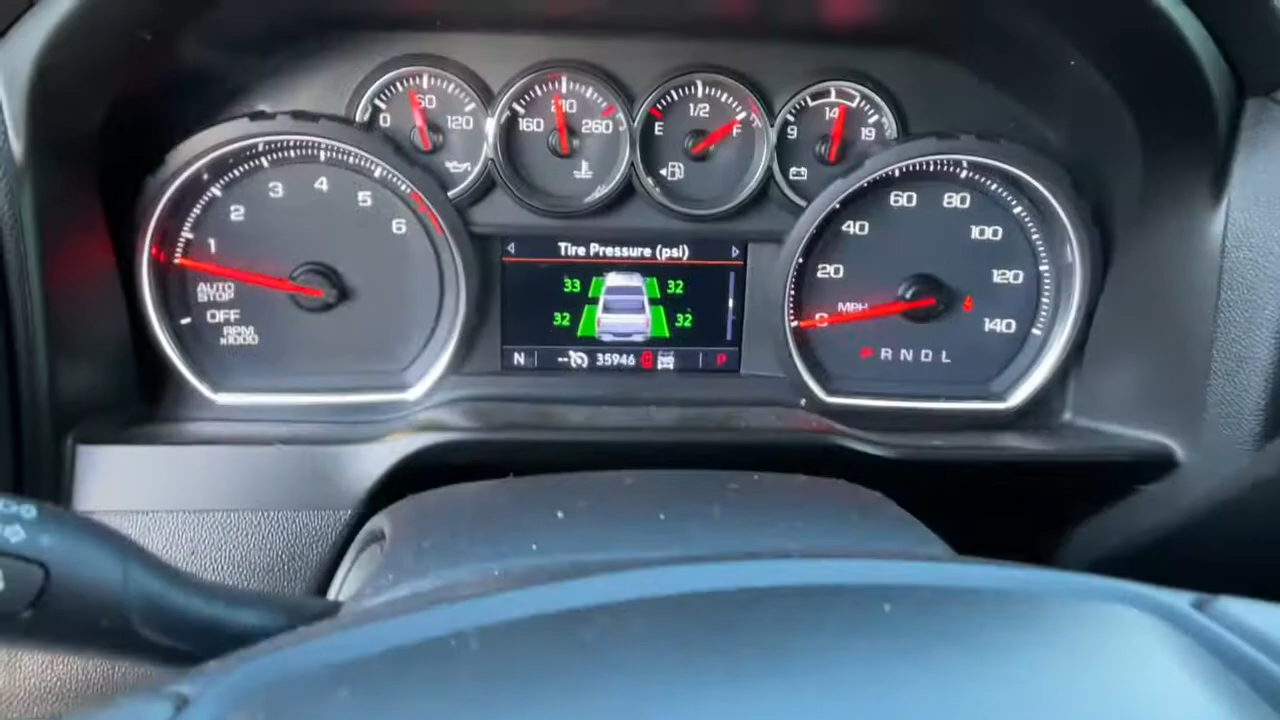 0 60 120
160 210 260
E 1/2 F
9 14 19
1 2 3 4 5 6
AUTO
STOP
OFF
RPM
x1000
Tire Pressure (psi)
33 32
32 32
N -- 35946 P
0 20 40 60 80 100 120 140
MPH
P R N D L